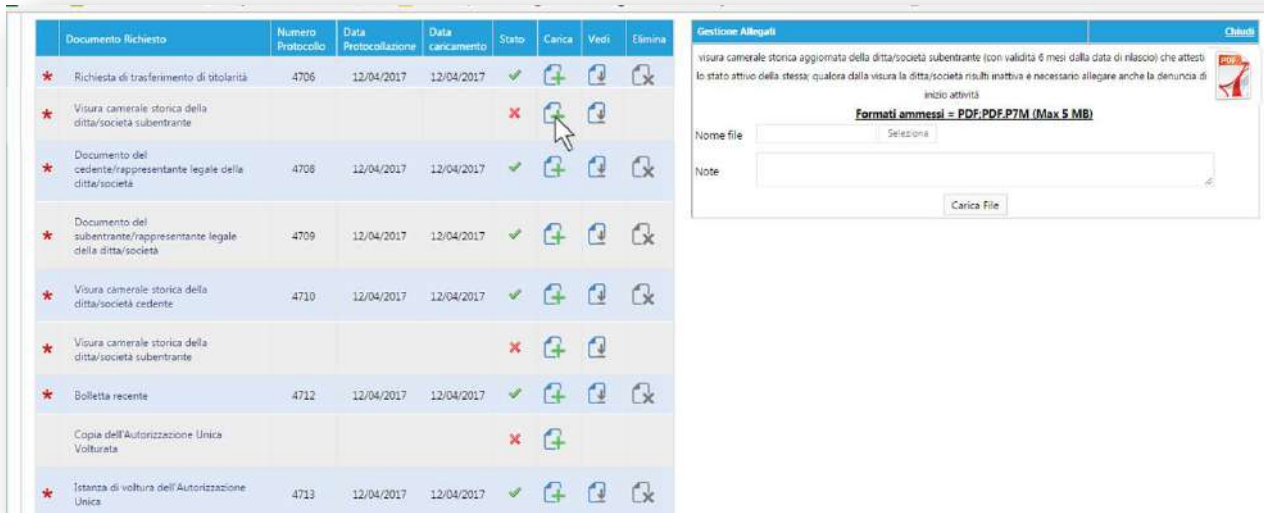 Documento Richiesto Numero Protocollo Data Protocollazione Data caricamento Stato Carica Vedi Elimina
* Richiesta di trasferimento di titolarità 4706 12/04/2017 12/04/2017
* Visura camerale storica della
ditta/società subentrante
* Documento del
cedente/rappresentante legale della
ditta/società
4708 12/04/2017 12/04/2017
* Documento del
subentrante/rappresentante legale
della ditta/società
4709 12/04/2017 12/04/2017
* Visura camerale storica della
ditta/società cedente
4710 12/04/2017 12/04/2017
* Visura camerale storica della
ditta/società subentrante
* Bolletta recente 4712 12/04/2017 12/04/2017
Copia dell'Autorizzazione Unica
Volturata
* Istanza di voltura dell'Autorizzazione
Unica
4713 12/04/2017 12/04/2017
Gestione Allegati Chiudi
visura camerale storica aggiornata della ditta/società subentrante (con validità 6 mesi dalla data di rilascio) che attesti
lo stato attivo della stessa; qualora dalla visura la ditta/società risulti inattiva è necessario allegare anche la denuncia di
inizio attività
PDF
Formati ammessi = PDF;PDF.P7M (Max 5 MB)
Nome file Seleziona
Note
Carica File